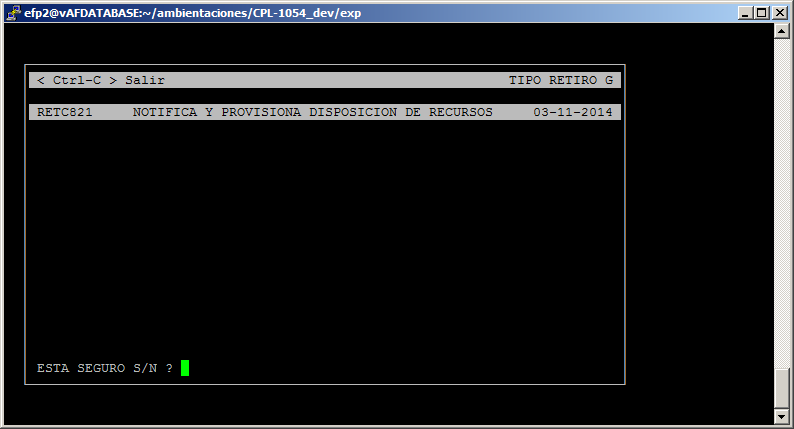 efp2@vAFDATABASE:~/ambientaciones/CPL-1054_dev/exp
< Ctrl-C > Salir TIPO RETIRO G
RETC821 NOTIFICA Y PROVISIONA DISPOSICION DE RECURSOS 03-11-2014
ESTA SEGURO S/N ?